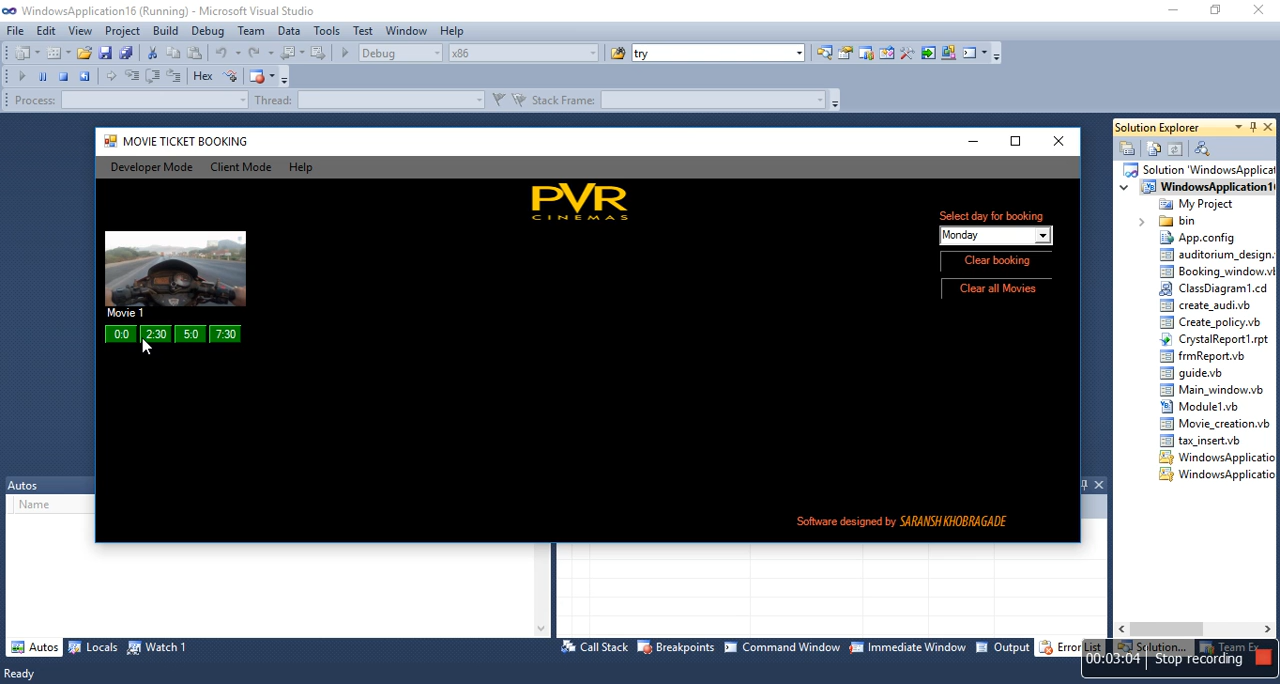 WindowsApplication16 (Running) - Microsoft Visual Studio
File Edit View Project Build Debug Team Data Tools Test Window Help
Debug x86 try
Hex
Process: Thread: Stack Frame:
MOVIE TICKET BOOKING
Developer Mode Client Mode Help
PVR
CINEMAS
Select day for booking
Monday
Clear booking
Clear all Movies
Movie 1
0:0 2:30 5:0 7:30
Software designed by SARANSH KHOBRAGADE
Solution Explorer
Solution 'WindowsApplicat
WindowsApplication1
My Project
bin
App.config
auditorium_design.
Booking_window.vb
ClassDiagram1.cd
create_audi.vb
Create_policy.vb
CrystalReport1.rpt
frmReport.vb
guide.vb
Main_window.vb
Module1.vb
Movie_creation.vb
tax_insert.vb
WindowsApplicatio
WindowsApplicatio
Autos
Name
Autos Locals Watch 1
Call Stack Breakpoints Command Window Immediate Window Output Error List Solution... Team Ex
00:03:04 Stop recording
Ready